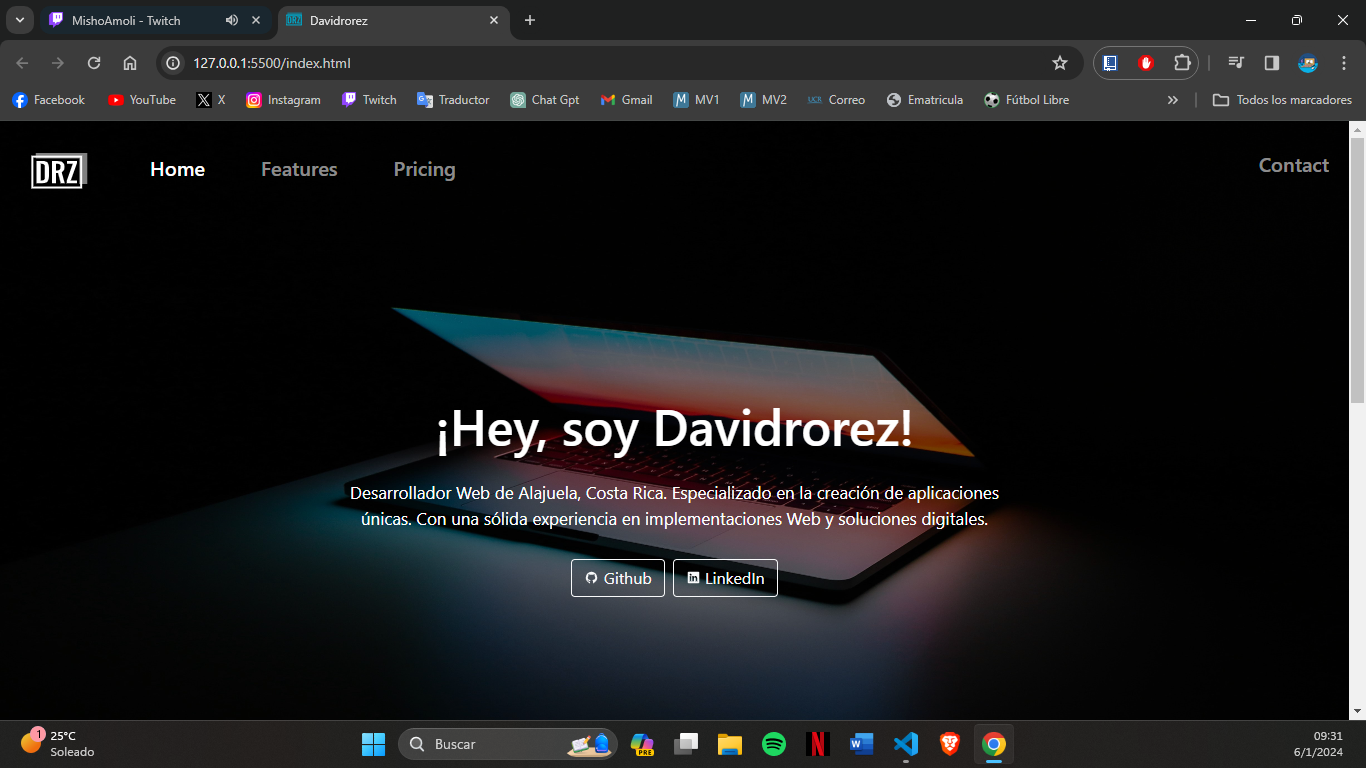 MishoAmoli - Twitch
Davidrorez
127.0.0.1:5500/index.html
Facebook YouTube X Instagram Twitch Traductor Chat Gpt Gmail M MV1 M MV2 UCR Correo Ematricula Fútbol Libre » Todos los marcadores
DRZ Home Features Pricing Contact
¡Hey, soy Davidrorez!
Desarrollador Web de Alajuela, Costa Rica. Especializado en la creación de aplicaciones
únicas. Con una sólida experiencia en implementaciones Web y soluciones digitales.
Github LinkedIn
1
25°C
Soleado
Buscar
PRE
09:31
6/1/2024